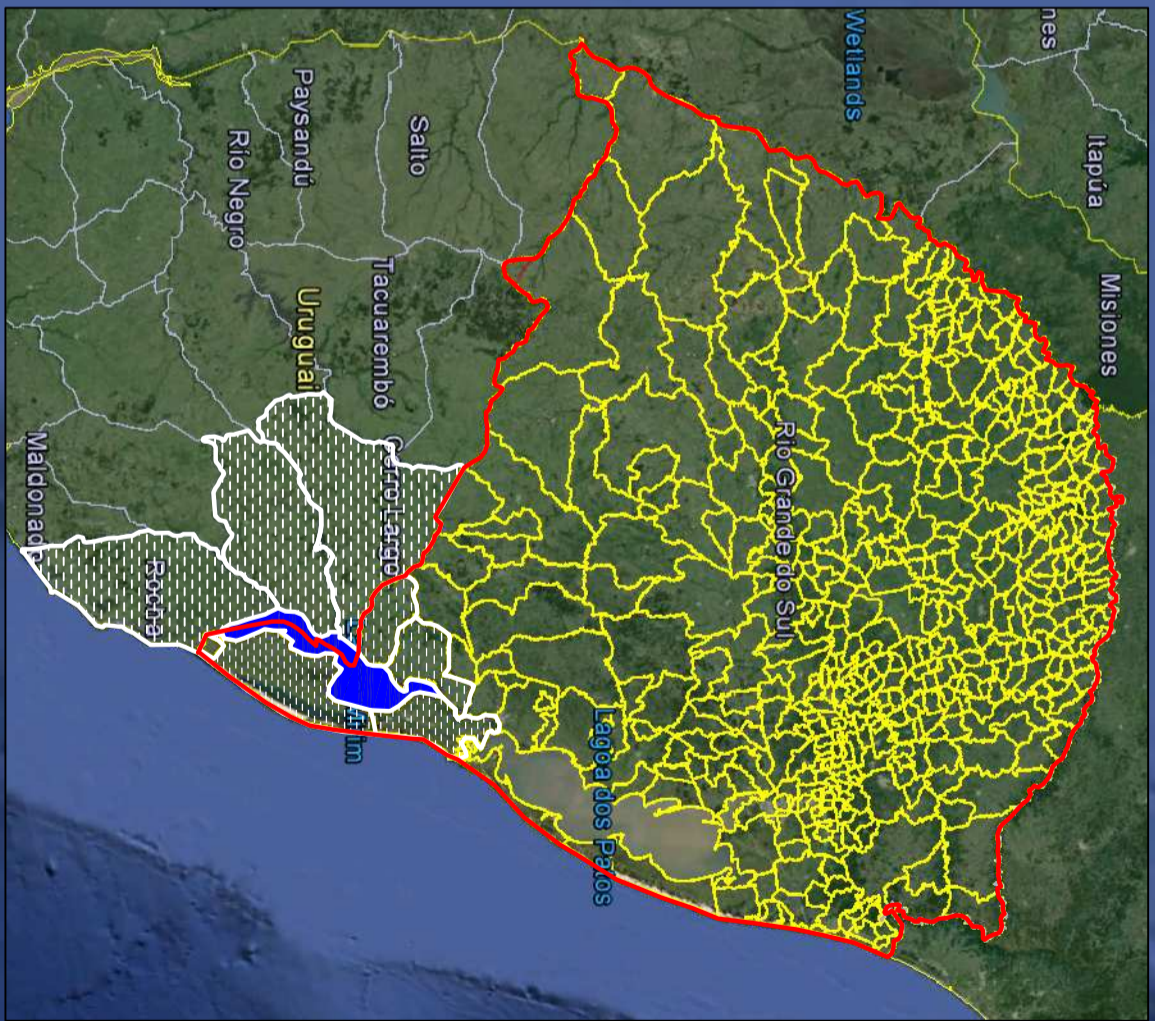 nes
Wetlands
Itapúa
Salto
Paysandú
Río Negro
Misiones
Tacuarembó
Uruguai
Cerro Largo
Rio Grande do Sul
Maldonado
Rocha
Lagoa dos Patos